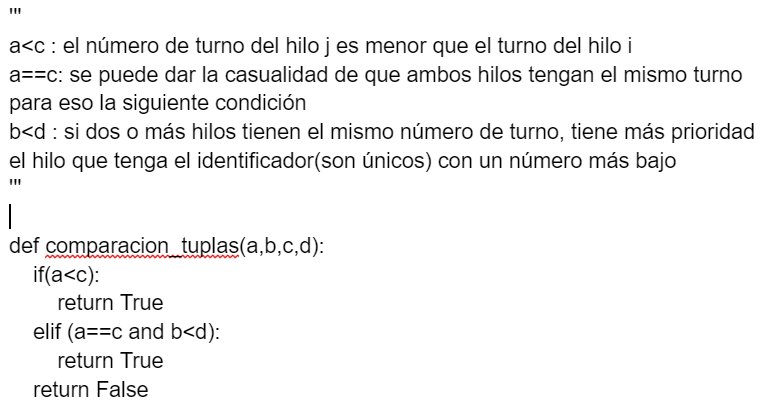 '''
a<c : el número de turno del hilo j es menor que el turno del hilo i
a==c: se puede dar la casualidad de que ambos hilos tengan el mismo turno
para eso la siguiente condición
b<d : si dos o más hilos tienen el mismo número de turno, tiene más prioridad
el hilo que tenga el identificador(son únicos) con un número más bajo
'''
def comparacion_tuplas(a,b,c,d):
    if(a<c):
        return True
    elif (a==c and b<d):
        return True
    return False